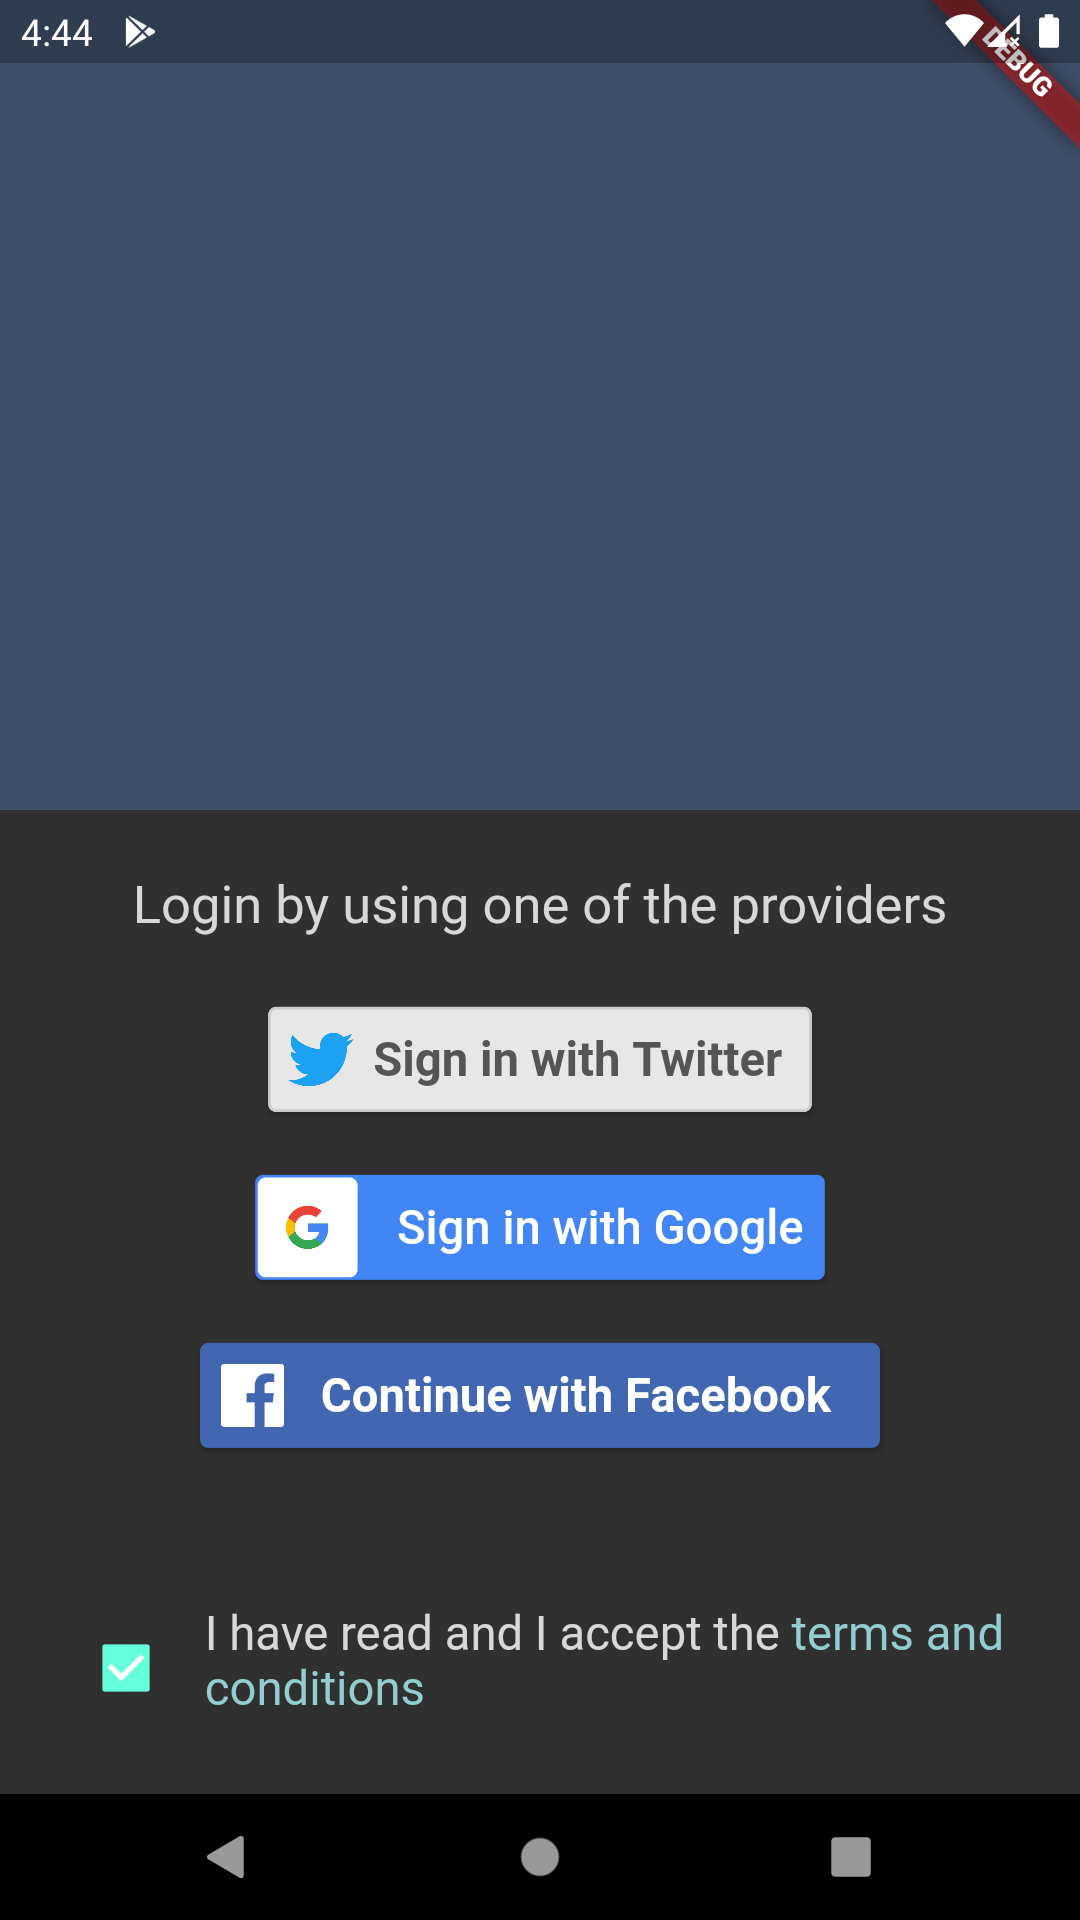 4:44
DEBUG
Login by using one of the providers
Sign in with Twitter
Sign in with Google
Continue with Facebook
I have read and I accept the terms and
conditions